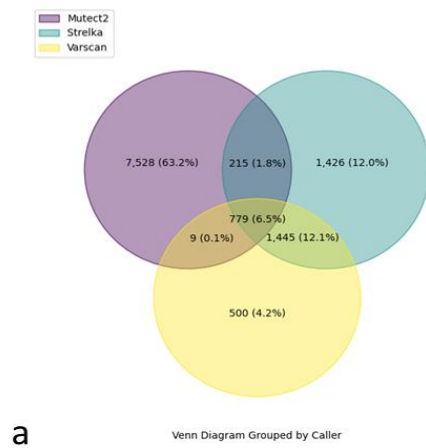 Mutect2
Strelka
Varscan
7,528 (63.2%)
215 (1.8%)
1,426 (12.0%)
779 (6.5%)
9 (0.1%)
1,445 (12.1%)
500 (4.2%)
a
Venn Diagram Grouped by Caller